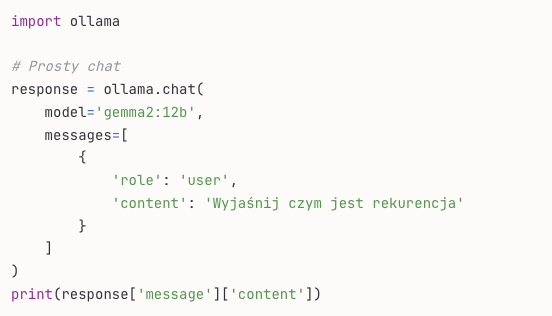 import ollama
# Prosty chat
response = ollama.chat(
    model='gemma2:12b',
    messages=[
        {
            'role': 'user',
            'content': 'Wyjaśnij czym jest rekurencja'
        }
    ]
)
print(response['message']['content'])